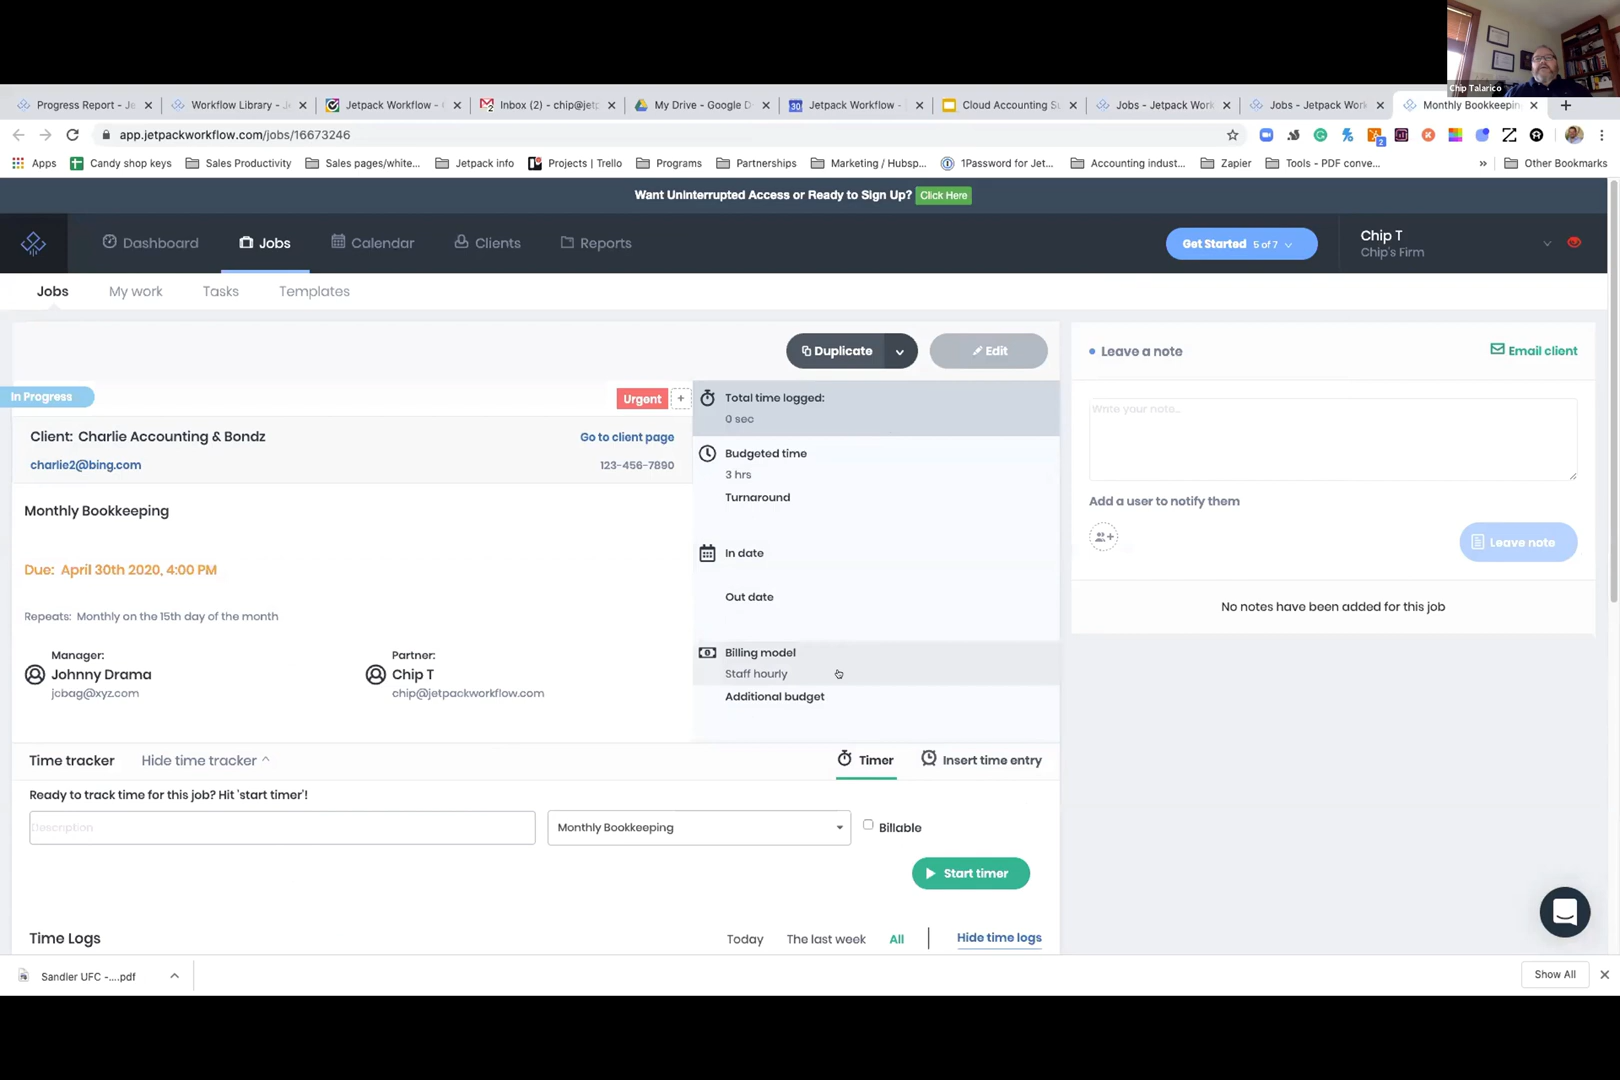 Chip Talarico
Progress Report - Je
Workflow Library - J
Jetpack Workflow -
Inbox (2) - chip@jetp
My Drive - Google D
Jetpack Workflow -
Cloud Accounting Su
Jobs - Jetpack Work
Jobs - Jetpack Work
Monthly Bookkeepin
app.jetpackworkflow.com/jobs/16673246
Apps
Candy shop keys
Sales Productivity
Sales pages/white...
Jetpack info
Projects | Trello
Programs
Partnerships
Marketing / Hubsp...
1Password for Jet...
Accounting indust...
Zapier
Tools - PDF conve...
»
Other Bookmarks
Want Uninterrupted Access or Ready to Sign Up? Click Here
Dashboard
Jobs
Calendar
Clients
Reports
Get Started 5 of 7
Chip T
Chip's Firm
Jobs
My work
Tasks
Templates
Duplicate
Edit
In Progress
Urgent +
Client: Charlie Accounting & Bondz
Go to client page
charlie2@bing.com
123-456-7890
Monthly Bookkeeping
Due: April 30th 2020, 4:00 PM
Repeats: Monthly on the 15th day of the month
Manager:
Johnny Drama
jcbag@xyz.com
Partner:
Chip T
chip@jetpackworkflow.com
Total time logged:
0 sec
Budgeted time
3 hrs
Turnaround
In date
Out date
Billing model
Staff hourly
Additional budget
Leave a note
Email client
Write your note...
Add a user to notify them
Leave note
No notes have been added for this job
Time tracker
Hide time tracker ^
Timer
Insert time entry
Ready to track time for this job? Hit 'start timer'!
Description
Monthly Bookkeeping
Billable
Start timer
Time Logs
Today
The last week
All
Hide time logs
Sandler UFC -....pdf
Show All